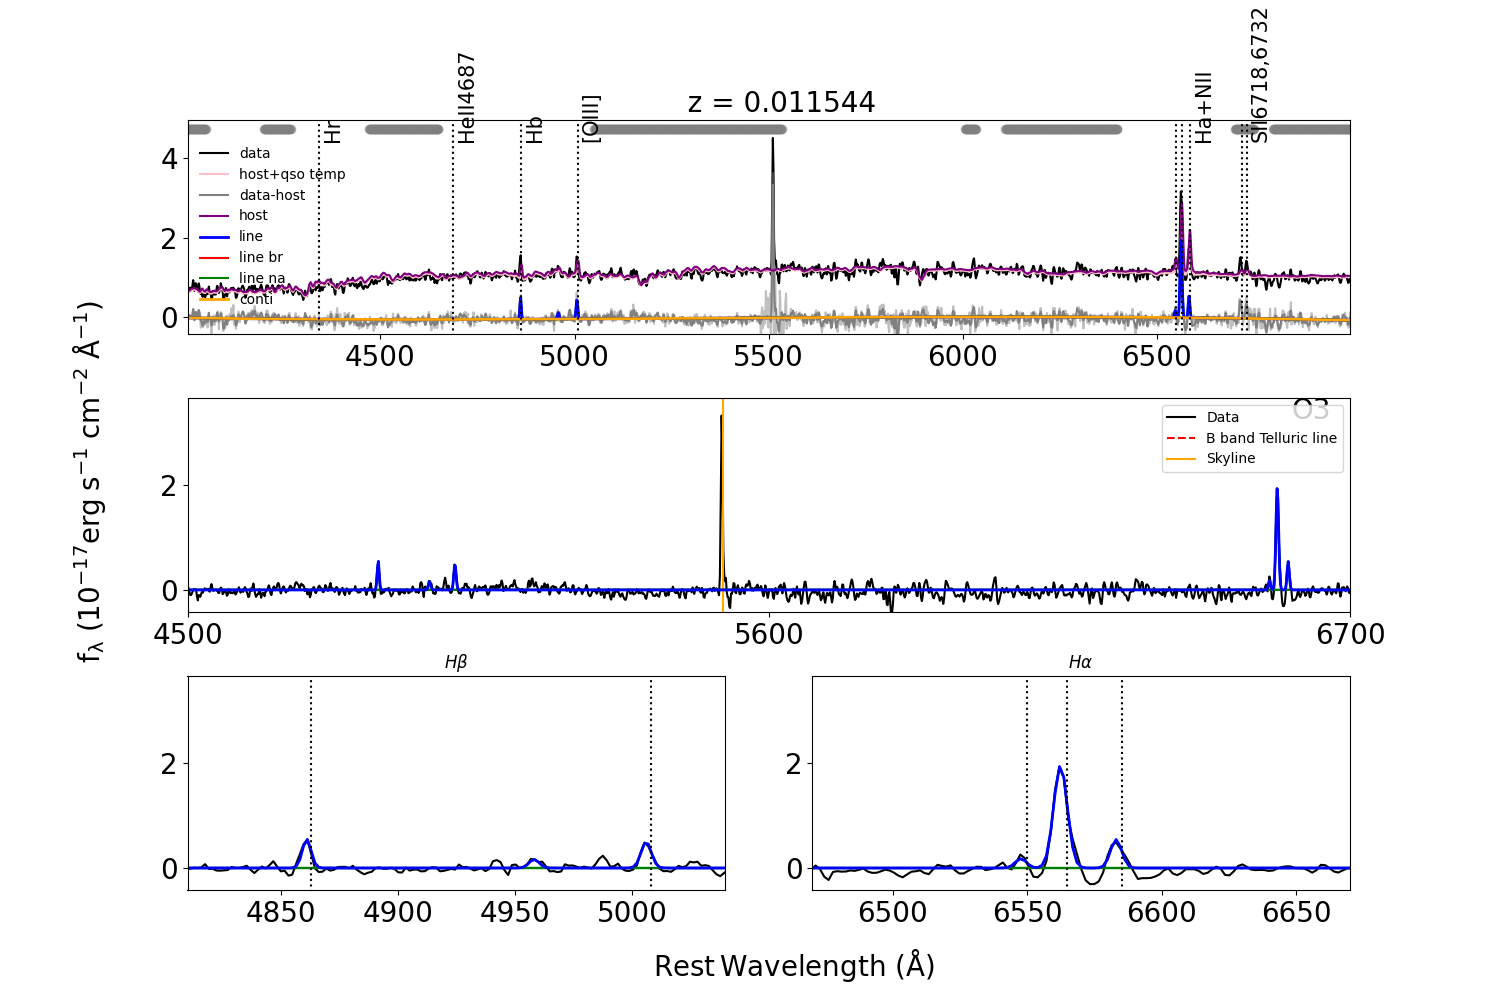 z = 0.011544
Hr
HeII4687
Hb
[OIII]
Ha+NII
SII6718,6732
data
host+qso temp
data-host
host
line
line br
line na
conti
4
2
0
4500 5000 5500 6000 6500
fλ (10⁻¹⁷erg s⁻¹ cm⁻² Å⁻¹)
O3
Data
B band Telluric line
Skyline
2
0
4500 5600 6700
Hβ
2
0
4850 4900 4950 5000
Hα
2
0
6500 6550 6600 6650
Rest Wavelength (Å)